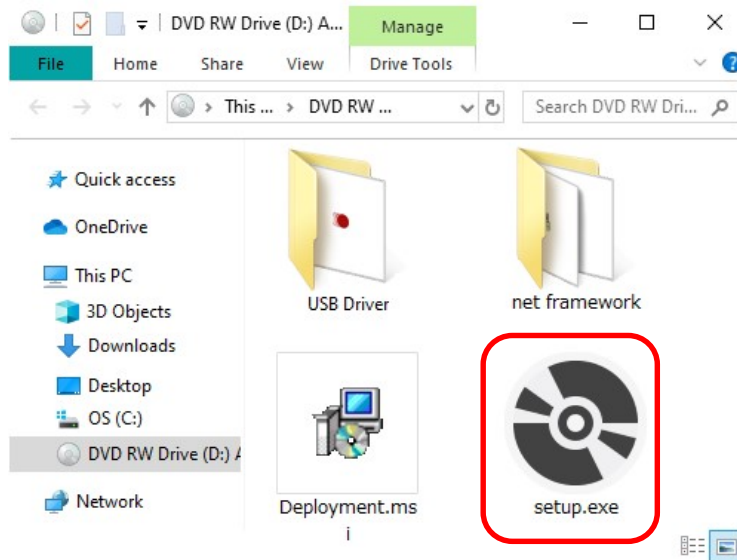 DVD RW Drive (D:) A...
Manage
File Home Share View Drive Tools
This ... DVD RW ... Search DVD RW Dri...
Quick access
OneDrive
This PC
3D Objects
Downloads
Desktop
OS (C:)
DVD RW Drive (D:)
Network
USB Driver
net framework
Deployment.ms
i
setup.exe